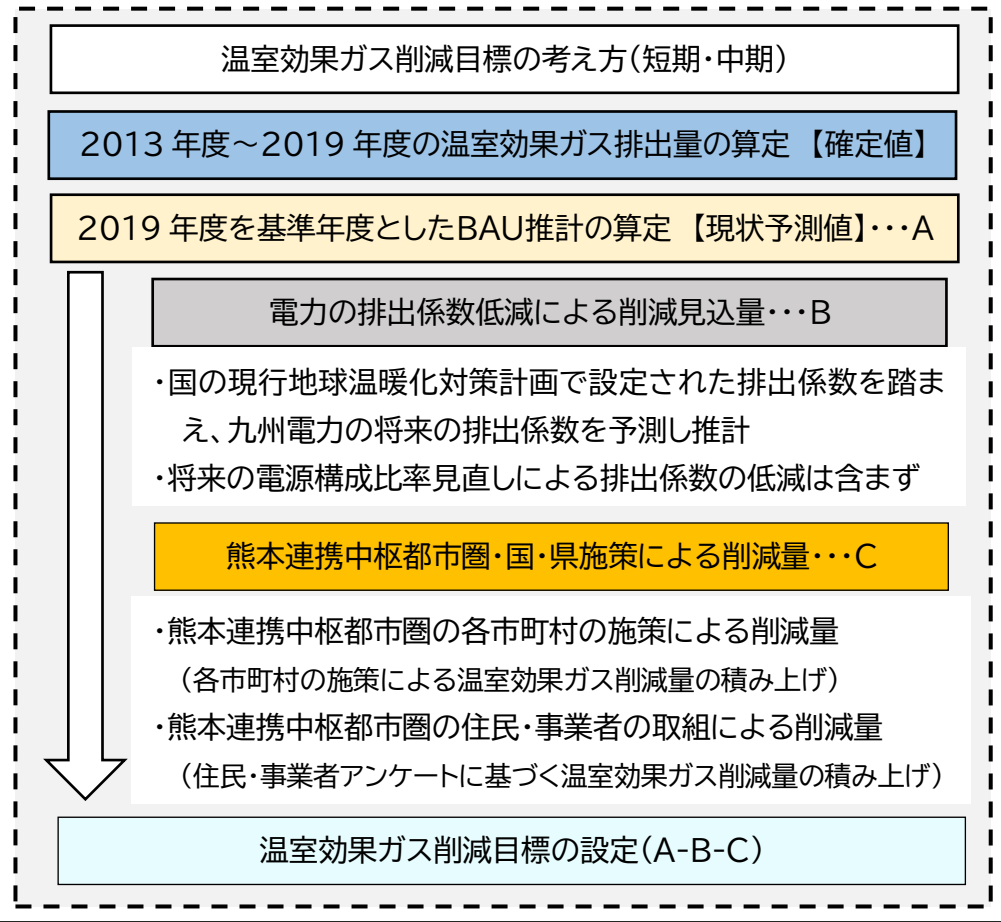 温室効果ガス削減目標の考え方(短期・中期)
2013 年度～2019 年度の温室効果ガス排出量の算定 【確定値】
2019 年度を基準年度としたBAU推計の算定 【現状予測値】・・・A
電力の排出係数低減による削減見込量・・・B
・国の現行地球温暖化対策計画で設定された排出係数を踏ま
え、九州電力の将来の排出係数を予測し推計
・将来の電源構成比率見直しによる排出係数の低減は含まず
熊本連携中枢都市圏・国・県施策による削減量・・・C
・熊本連携中枢都市圏の各市町村の施策による削減量
(各市町村の施策による温室効果ガス削減量の積み上げ)
・熊本連携中枢都市圏の住民・事業者の取組による削減量
(住民・事業者アンケートに基づく温室効果ガス削減量の積み上げ)
温室効果ガス削減目標の設定(A-B-C)